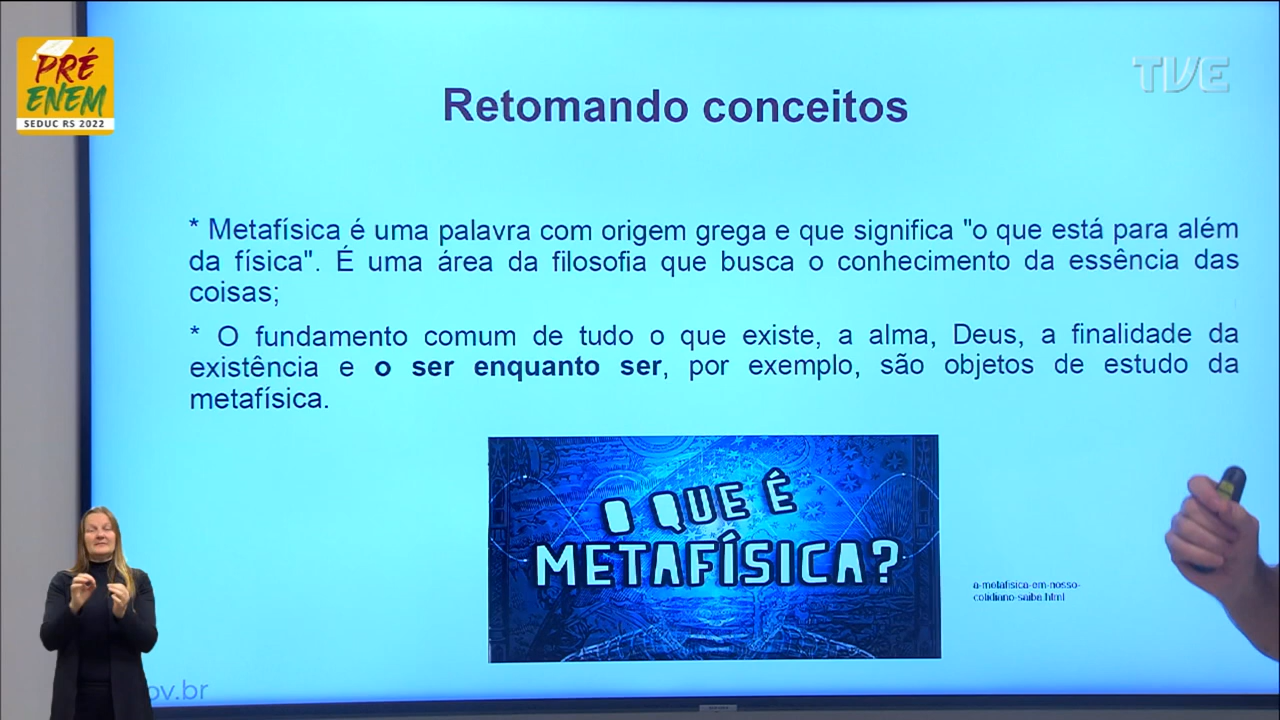 PRÉ
ENEM
SEDUC RS 2022
TVE
Retomando conceitos
* Metafísica é uma palavra com origem grega e que significa "o que está para além
da física". É uma área da filosofia que busca o conhecimento da essência das
coisas;
* O fundamento comum de tudo o que existe, a alma, Deus, a finalidade da
existência e o ser enquanto ser, por exemplo, são objetos de estudo da
metafísica.
O QUE É
METAFÍSICA?
a-metafisica-em-nosso-
cotidiano-saiba.html
ov.br